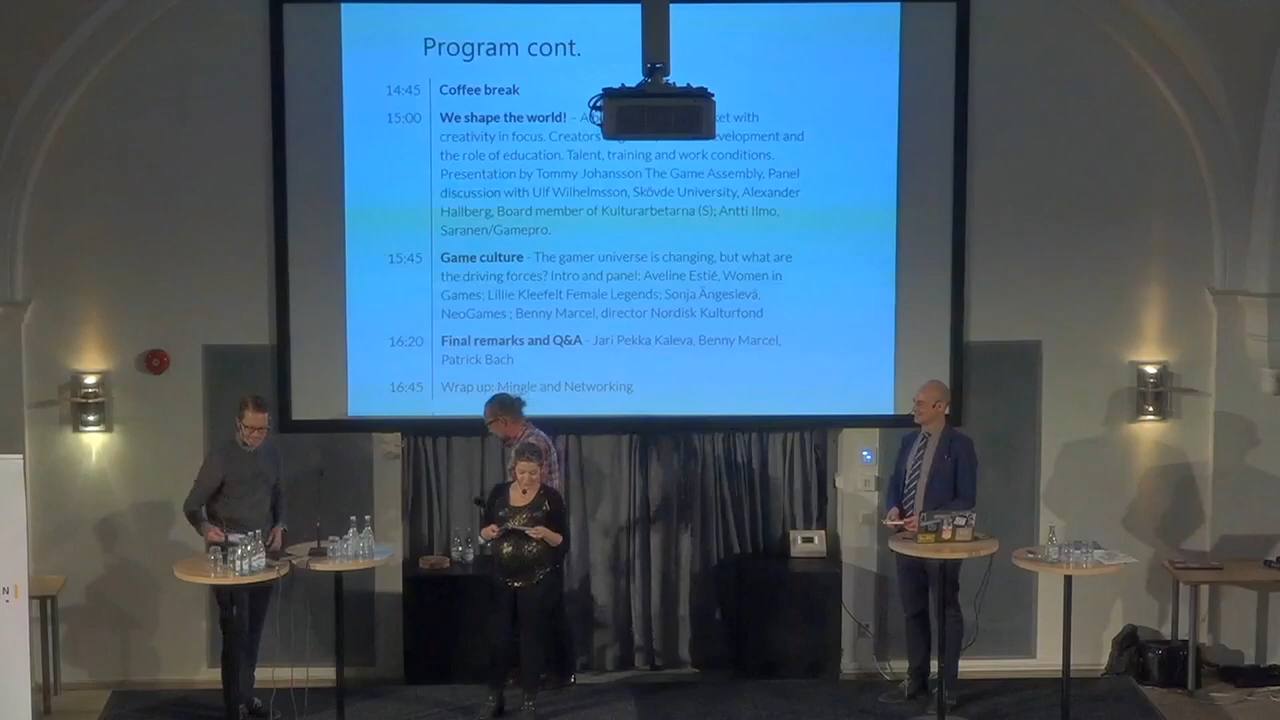 Program cont.
14:45 Coffee break
15:00 We shape the world! - with
creativity in focus. Creators and
the role of education. Talent, training and work conditions.
Presentation by Tommy Johansson The Game Assembly. Panel
discussion with Ulf Wilhelmsson, Skövde University, Alexander
Hallberg, Board member of Kulturarbetarna (S); Antti Ilmo,
Saranen/Gamepro.
15:45 Game culture - The gamer universe is changing, but what are
the driving forces? Intro and panel: Aveline Estié, Women in
Games; Lillie Kleefelt Female Legends; Sonja Ängeslevä,
NeoGames ; Benny Marcel, director Nordisk Kulturfond
16:20 Final remarks and Q&A - Jari Pekka Kaleva, Benny Marcel,
Patrick Bach
16:45 Wrap up: Mingle and Networking
N